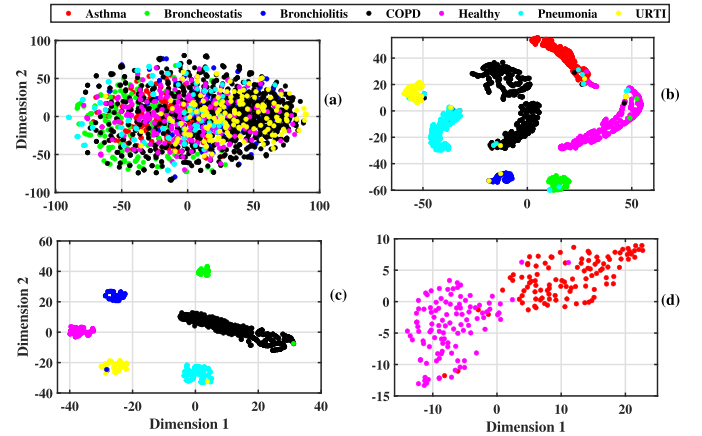 Asthma Broncheostatis Bronchiolitis COPD Healthy Pneumonia URTI
100
50
0
-50
-100
-100 -50 0 50 100
Dimension 2
(a)
40
20
0
-20
-40
-60
-50 0 50
(b)
60
40
20
0
-20
-40
-40 -20 0 20 40
Dimension 2
Dimension 1
(c)
10
5
0
-5
-10
-15
-10 0 10 20
Dimension 1
(d)